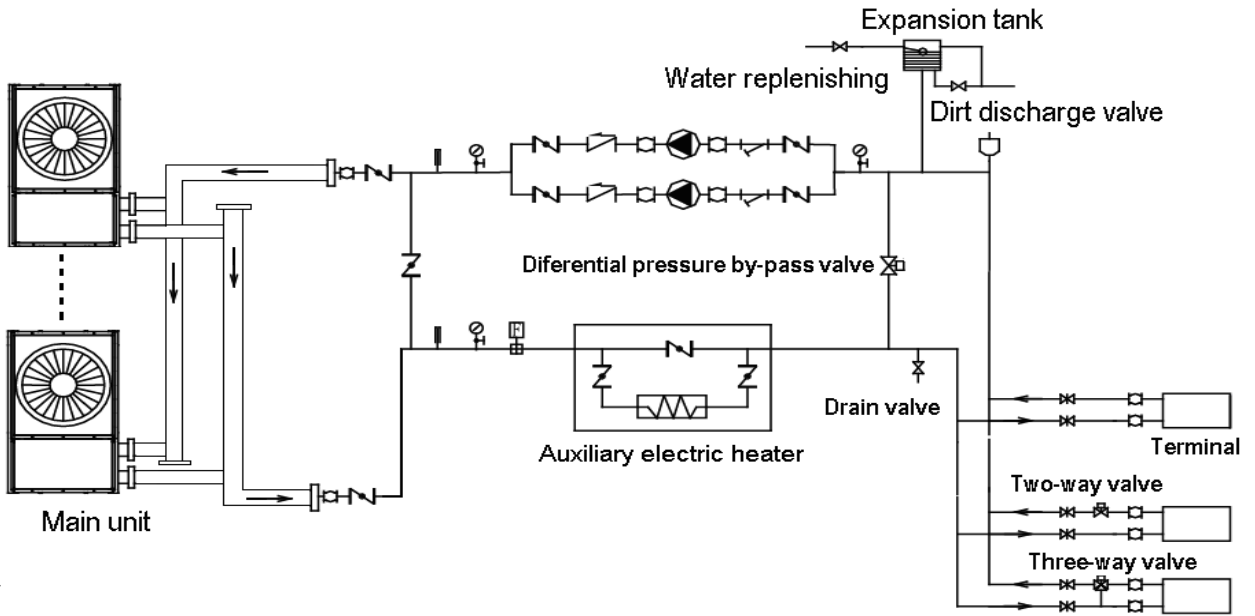 Expansion tank
Water replenishing
Dirt discharge valve
Diferential pressure by-pass valve
F
Drain valve
Auxiliary electric heater
Terminal
Main unit
Two-way valve
Three-way valve